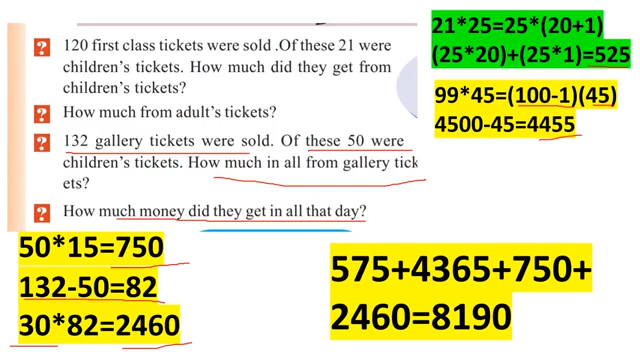 ? 120 first class tickets were sold .Of these 21 were
children's tickets. How much did they get from
children's tickets?
? How much from adult's tickets?
? 132 gallery tickets were sold. Of these 50 were
children's tickets. How much in all from gallery tick
ets?
? How much money did they get in all that day?
21*25=25*(20+1)
(25*20)+(25*1)=525
99*45=(100-1)(45)
4500-45=4455
50*15=750
132-50=82
30*82=2460
575+4365+750+
2460=8190